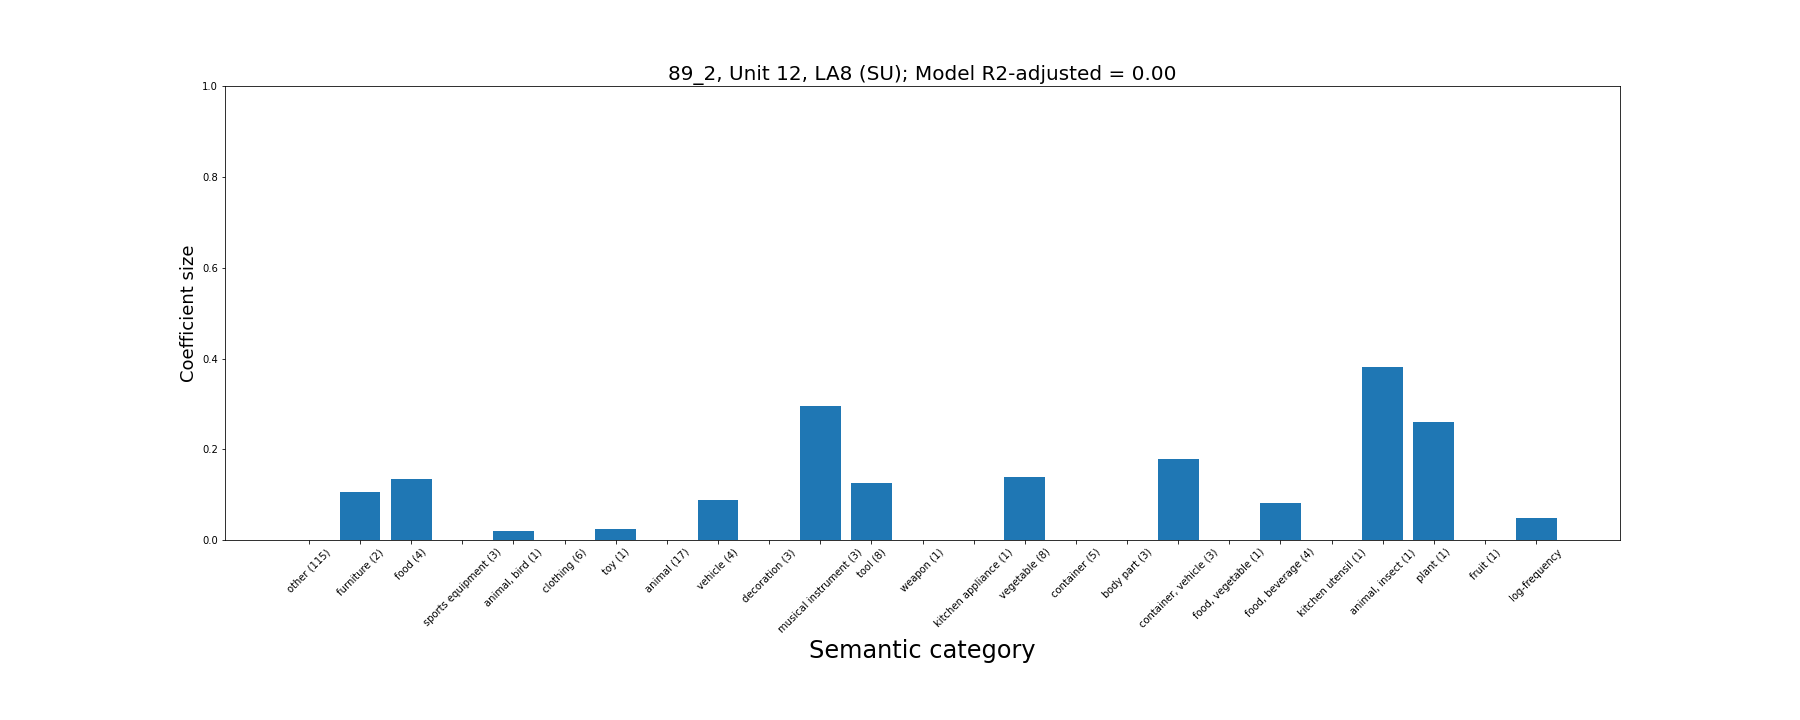 89_2, Unit 12, LA8 (SU); Model R2-adjusted = 0.00
Coefficient size
1.0
0.8
0.6
0.4
0.2
0.0
other (115)
furniture (2)
food (4)
sports equipment (3)
animal, bird (1)
clothing (6)
toy (1)
animal (17)
vehicle (4)
decoration (3)
musical instrument (3)
tool (8)
weapon (1)
kitchen appliance (1)
vegetable (8)
container (5)
body part (3)
container, vehicle (3)
food, vegetable (1)
food, beverage (4)
kitchen utensil (1)
animal, insect (1)
plant (1)
fruit (1)
log-frequency
Semantic category